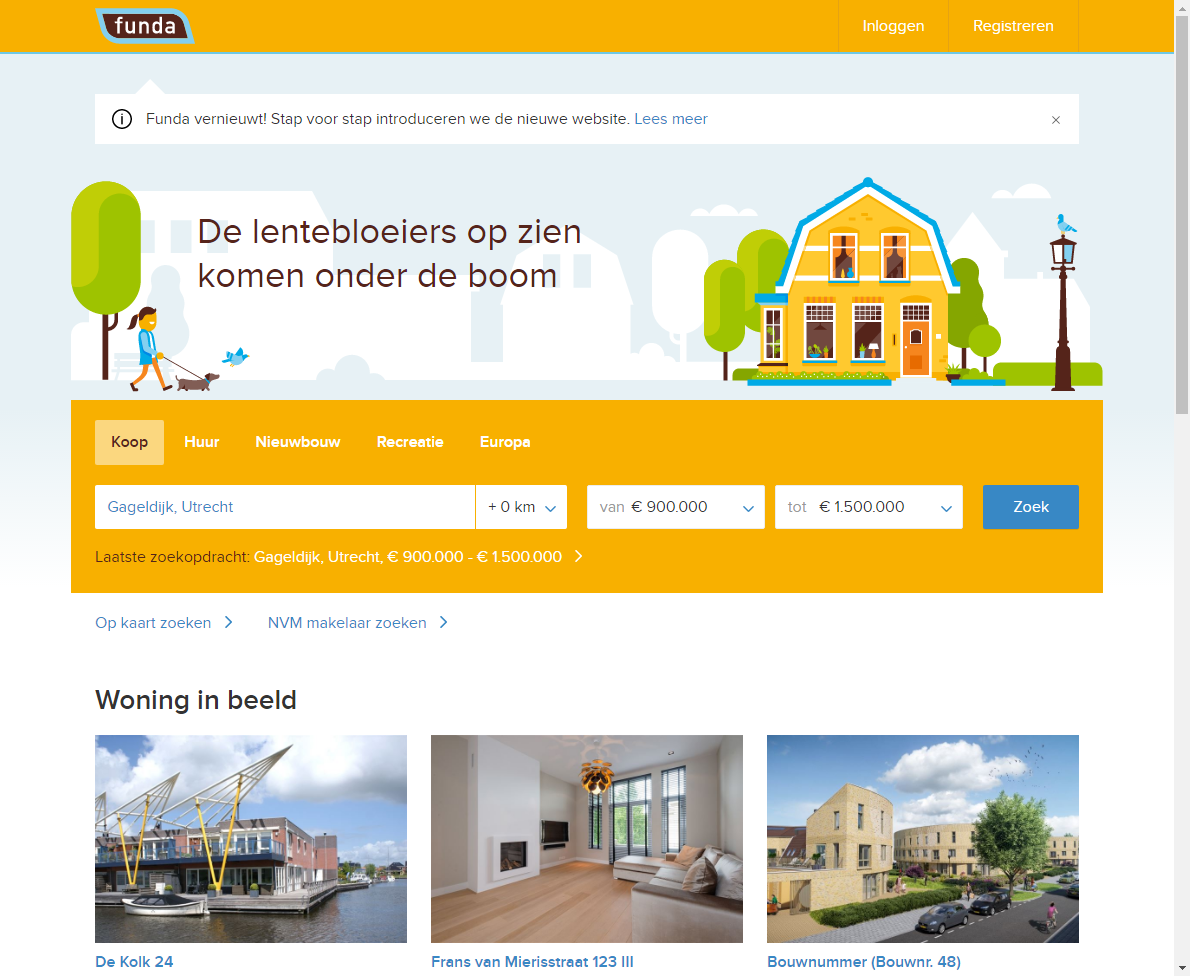 funda
Inloggen
Registreren
Funda vernieuwt! Stap voor stap introduceren we de nieuwe website. Lees meer
De lentebloeiers op zien
komen onder de boom
Koop
Huur
Nieuwbouw
Recreatie
Europa
Gageldijk, Utrecht
+ 0 km
van € 900.000
tot € 1.500.000
Zoek
Laatste zoekopdracht: Gageldijk, Utrecht, € 900.000 - € 1.500.000
Op kaart zoeken
NVM makelaar zoeken
Woning in beeld
De Kolk 24
Frans van Mierisstraat 123 III
Bouwnummer (Bouwnr. 48)